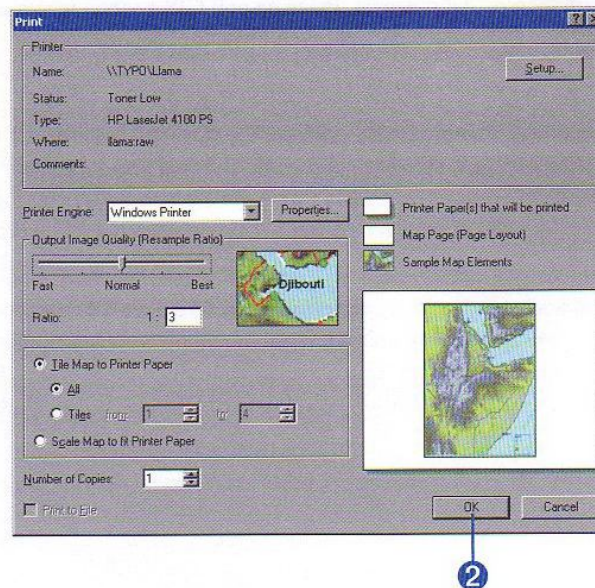 Print
Printer
Name: \\TYPO\Llama
Setup...
Status: Toner Low
Type: HP LaserJet 4100 PS
Where: llama:raw
Comments:
Printer Engine: Windows Printer Properties...
Printer Paper(s) that will be printed
Map Page (Page Layout)
Sample Map Elements
Output Image Quality (Resample Ratio)
Fast Normal Best
Ratio: 1: 3
Djibouti
Tile Map to Printer Paper
All
Tiles from: 1 to: 4
Scale Map to fit Printer Paper
Number of Copies: 1
Print to File
OK Cancel
2